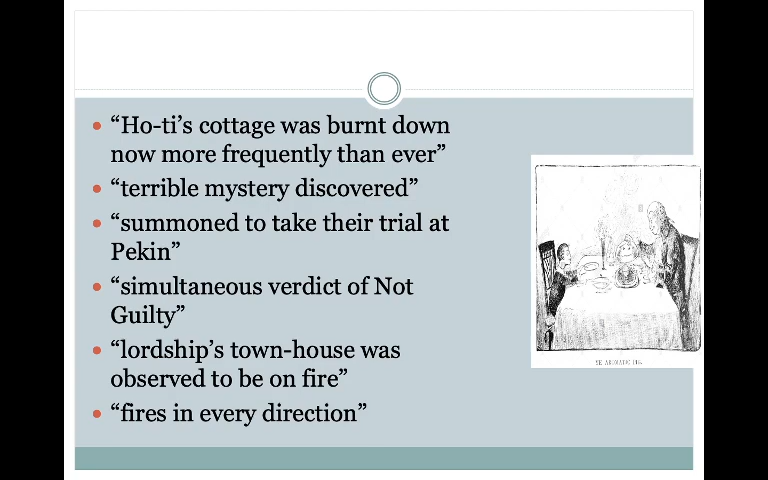 “Ho-ti’s cottage was burnt down
now more frequently than ever”
“terrible mystery discovered”
“summoned to take their trial at
Pekin”
“simultaneous verdict of Not
Guilty”
“lordship’s town-house was
observed to be on fire”
“fires in every direction”